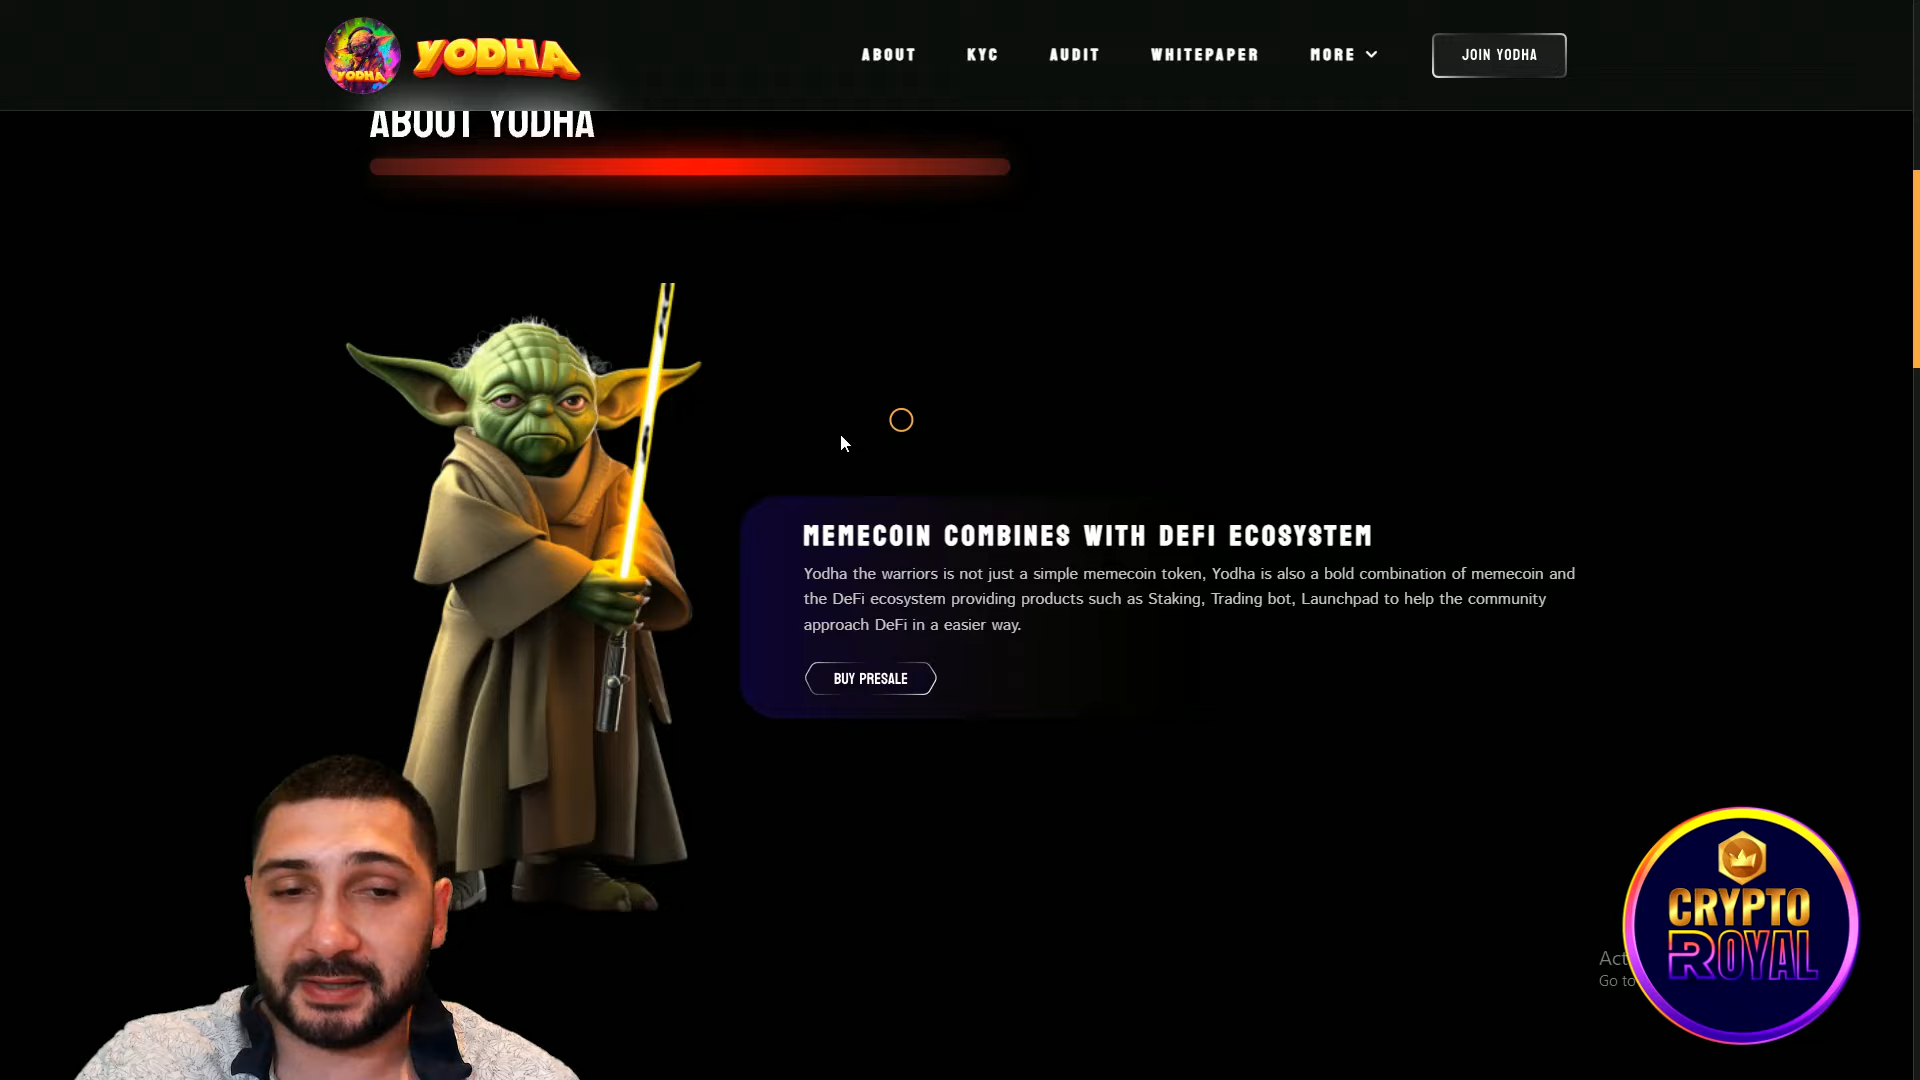 YODHA
YODHA
ABOUT
KYC
AUDIT
WHITEPAPER
MORE
JOIN YODHA
ABOUT YODHA
MEMECOIN COMBINES WITH DEFI ECOSYSTEM
Yodha the warriors is not just a simple memecoin token, Yodha is also a bold combination of memecoin and
the DeFi ecosystem providing products such as Staking, Trading bot, Launchpad to help the community
approach DeFi in a easier way.
BUY PRESALE
CRYPTO
ROYAL
Act
Go to